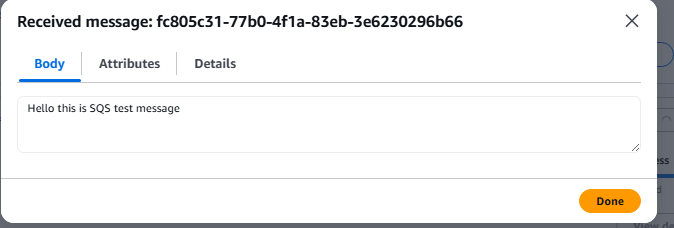 Received message: fc805c31-77b0-4f1a-83eb-3e6230296b66
Body Attributes Details
Hello this is SQS test message
Done